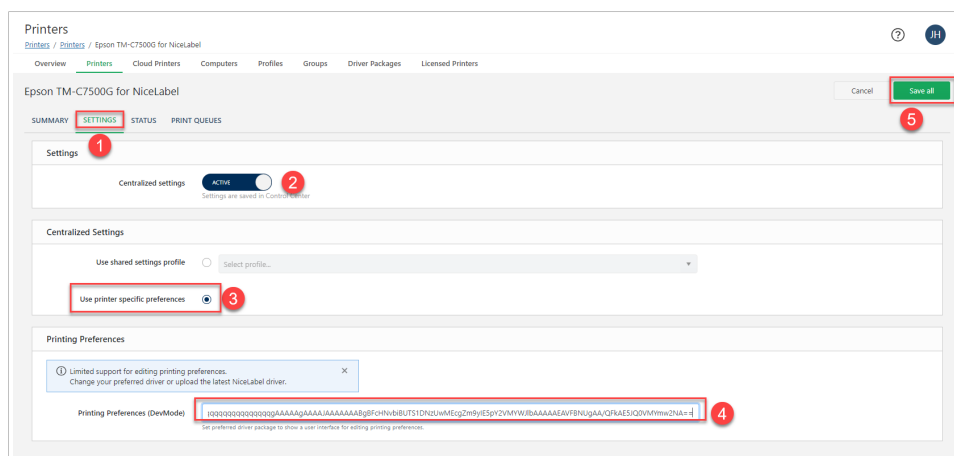 Printers
Printers / Printers / Epson TM-C7500G for NiceLabel
? JH
Overview Printers Cloud Printers Computers Profiles Groups Driver Packages Licensed Printers
Epson TM-C7500G for NiceLabel
Cancel Save all
5
SUMMARY SETTINGS STATUS PRINT QUEUES
1
Settings
Centralized settings ACTIVE 2
Settings are saved in Control Center
Centralized Settings
Use shared settings profile Select profile...
Use printer specific preferences 3
Printing Preferences
Limited support for editing printing preferences. ×
Change your preferred driver or upload the latest NiceLabel driver.
Printing Preferences (DevMode) 4
Set preferred driver package to show a user interface for editing printing preferences.